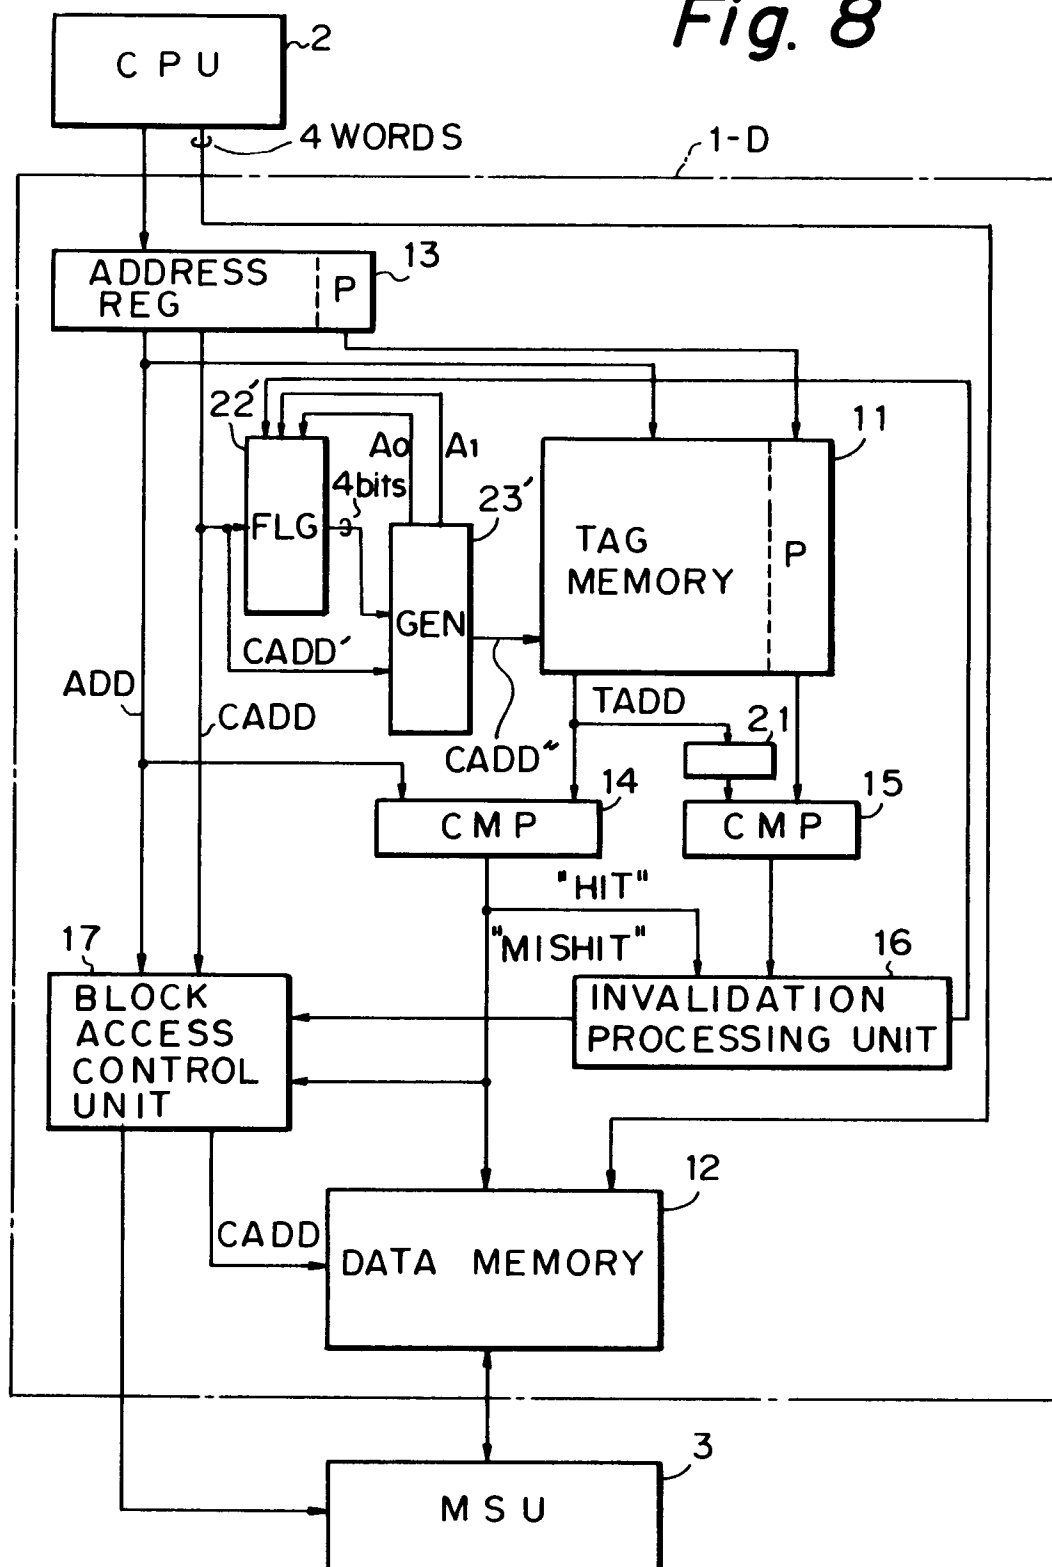 Fig. 8
CPU
2
4 WORDS
1-D
ADDRESS
REG
P
13
22'
A0
A1
11
4bits
23'
FLG
TAG
MEMORY
P
GEN
CADD'
ADD
CADD
TADD
21
CADD"
14
15
CMP
CMP
"HIT"
"MISHIT"
17
16
BLOCK
ACCESS
CONTROL
UNIT
INVALIDATION
PROCESSING UNIT
12
CADD
DATA MEMORY
3
MSU